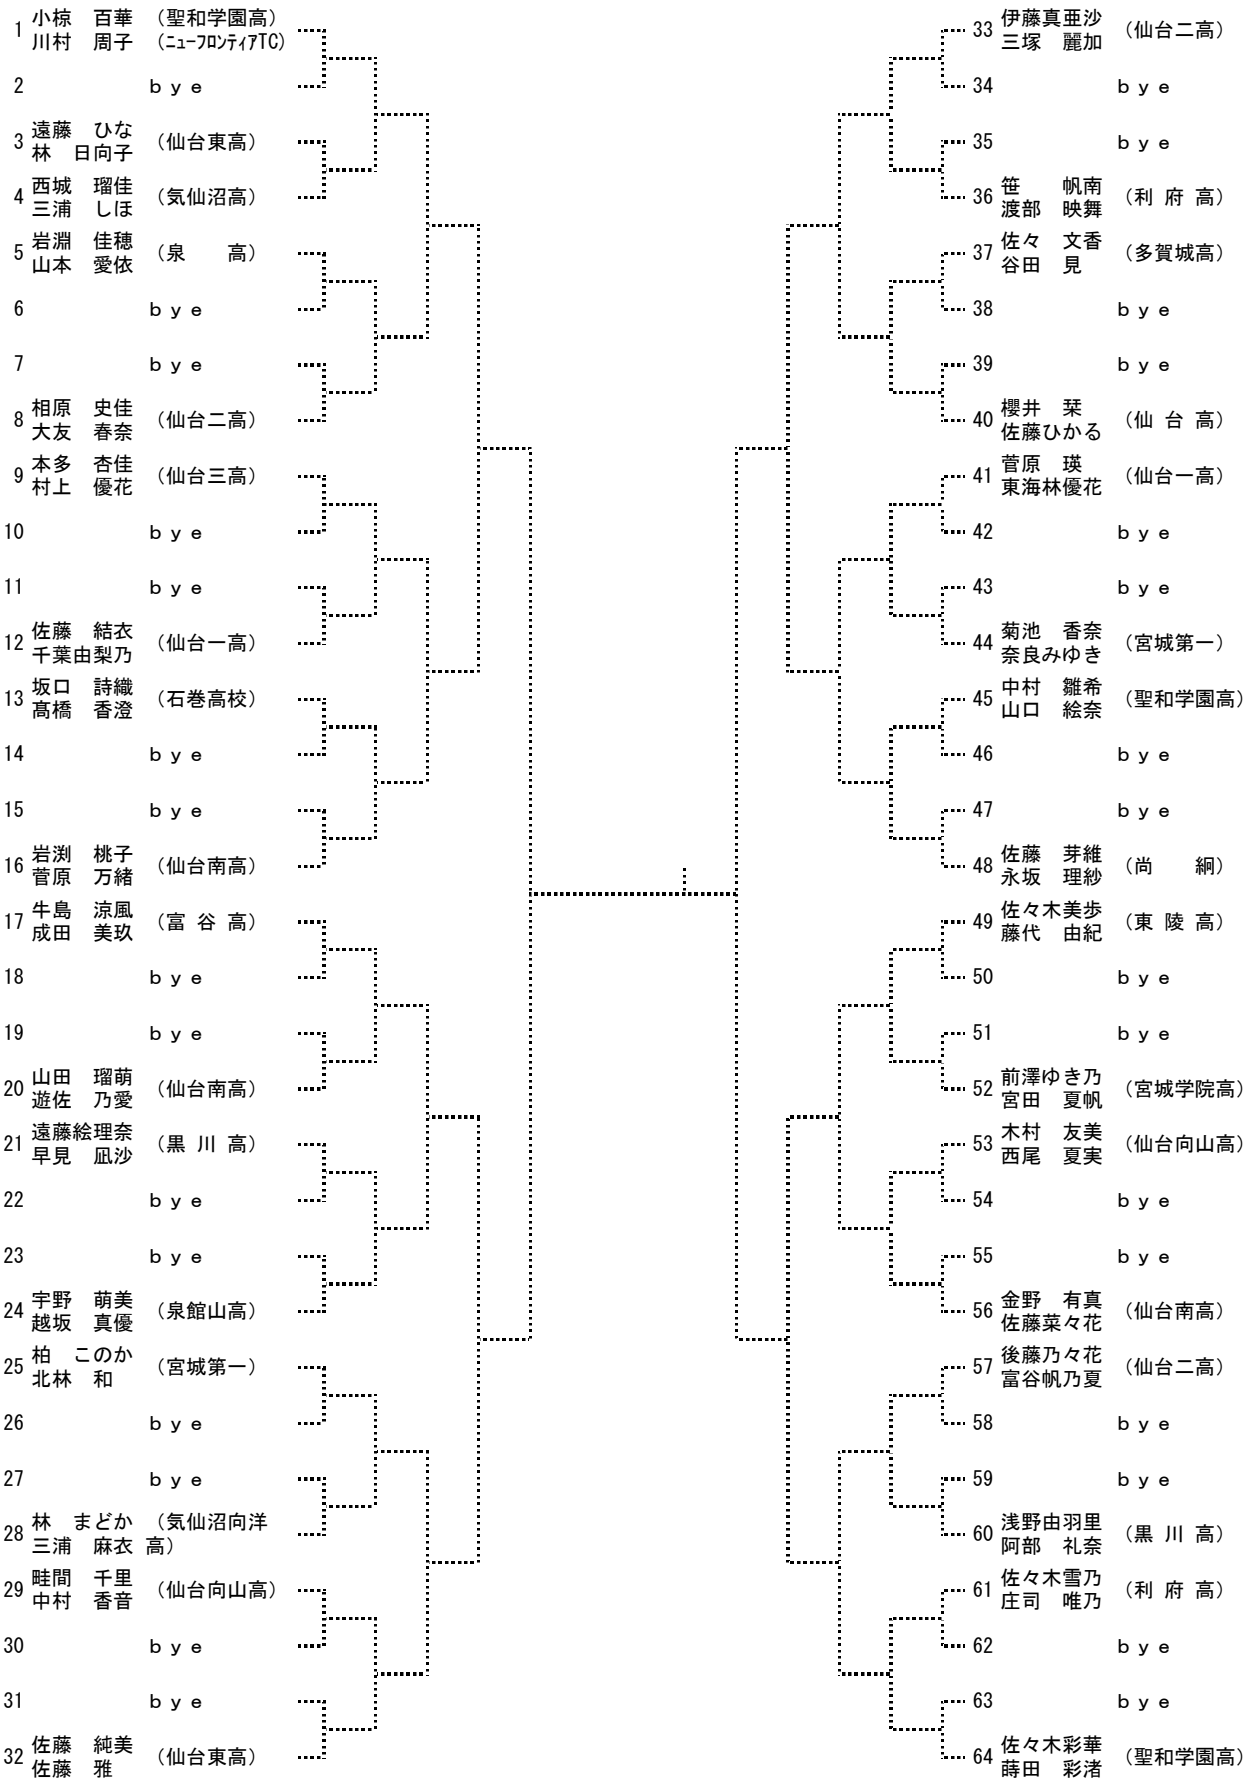 1 小椋　百華 （聖和学園高）
川村　周子 （ニューフロンティアTC）
2 ｂｙｅ
3 遠藤　ひな
林　日向子 （仙台東高）
4 西城　瑠佳
三浦　しほ （気仙沼高）
5 岩淵　佳穂
山本　愛依 （泉　　高）
6 ｂｙｅ
7 ｂｙｅ
8 相原　史佳
大友　春奈 （仙台二高）
9 本多　杏佳
村上　優花 （仙台三高）
10 ｂｙｅ
11 ｂｙｅ
12 佐藤　結衣
千葉由梨乃 （仙台一高）
13 坂口　詩織
髙橋　香澄 （石巻高校）
14 ｂｙｅ
15 ｂｙｅ
16 岩渕　桃子
菅原　万緒 （仙台南高）
17 牛島　涼風
成田　美玖 （富 谷 高）
18 ｂｙｅ
19 ｂｙｅ
20 山田　瑠萌
遊佐　乃愛 （仙台南高）
21 遠藤絵理奈
早見　凪沙 （黒 川 高）
22 ｂｙｅ
23 ｂｙｅ
24 宇野　萌美
越坂　真優 （泉館山高）
25 柏　このか
北林　和 （宮城第一）
26 ｂｙｅ
27 ｂｙｅ
28 林　まどか （気仙沼向洋
三浦　麻衣 高）
29 畦間　千里
中村　香音 （仙台向山高）
30 ｂｙｅ
31 ｂｙｅ
32 佐藤　純美
佐藤　雅 （仙台東高）
33 伊藤真亜沙
三塚　麗加 （仙台二高）
34 ｂｙｅ
35 ｂｙｅ
36 笹　　帆南
渡部　映舞 （利 府 高）
37 佐々　文香
谷田　見 （多賀城高）
38 ｂｙｅ
39 ｂｙｅ
40 櫻井　栞
佐藤ひかる （仙 台 高）
41 菅原　瑛
東海林優花 （仙台一高）
42 ｂｙｅ
43 ｂｙｅ
44 菊池　香奈
奈良みゆき （宮城第一）
45 中村　雛希
山口　絵奈 （聖和学園高）
46 ｂｙｅ
47 ｂｙｅ
48 佐藤　芽維
永坂　理紗 （尚　　絅）
49 佐々木美歩
藤代　由紀 （東 陵 高）
50 ｂｙｅ
51 ｂｙｅ
52 前澤ゆき乃
宮田　夏帆 （宮城学院高）
53 木村　友美
西尾　夏実 （仙台向山高）
54 ｂｙｅ
55 ｂｙｅ
56 金野　有真
佐藤菜々花 （仙台南高）
57 後藤乃々花
富谷帆乃夏 （仙台二高）
58 ｂｙｅ
59 ｂｙｅ
60 浅野由羽里
阿部　礼奈 （黒 川 高）
61 佐々木雪乃
庄司　唯乃 （利 府 高）
62 ｂｙｅ
63 ｂｙｅ
64 佐々木彩華
蒔田　彩渚 （聖和学園高）